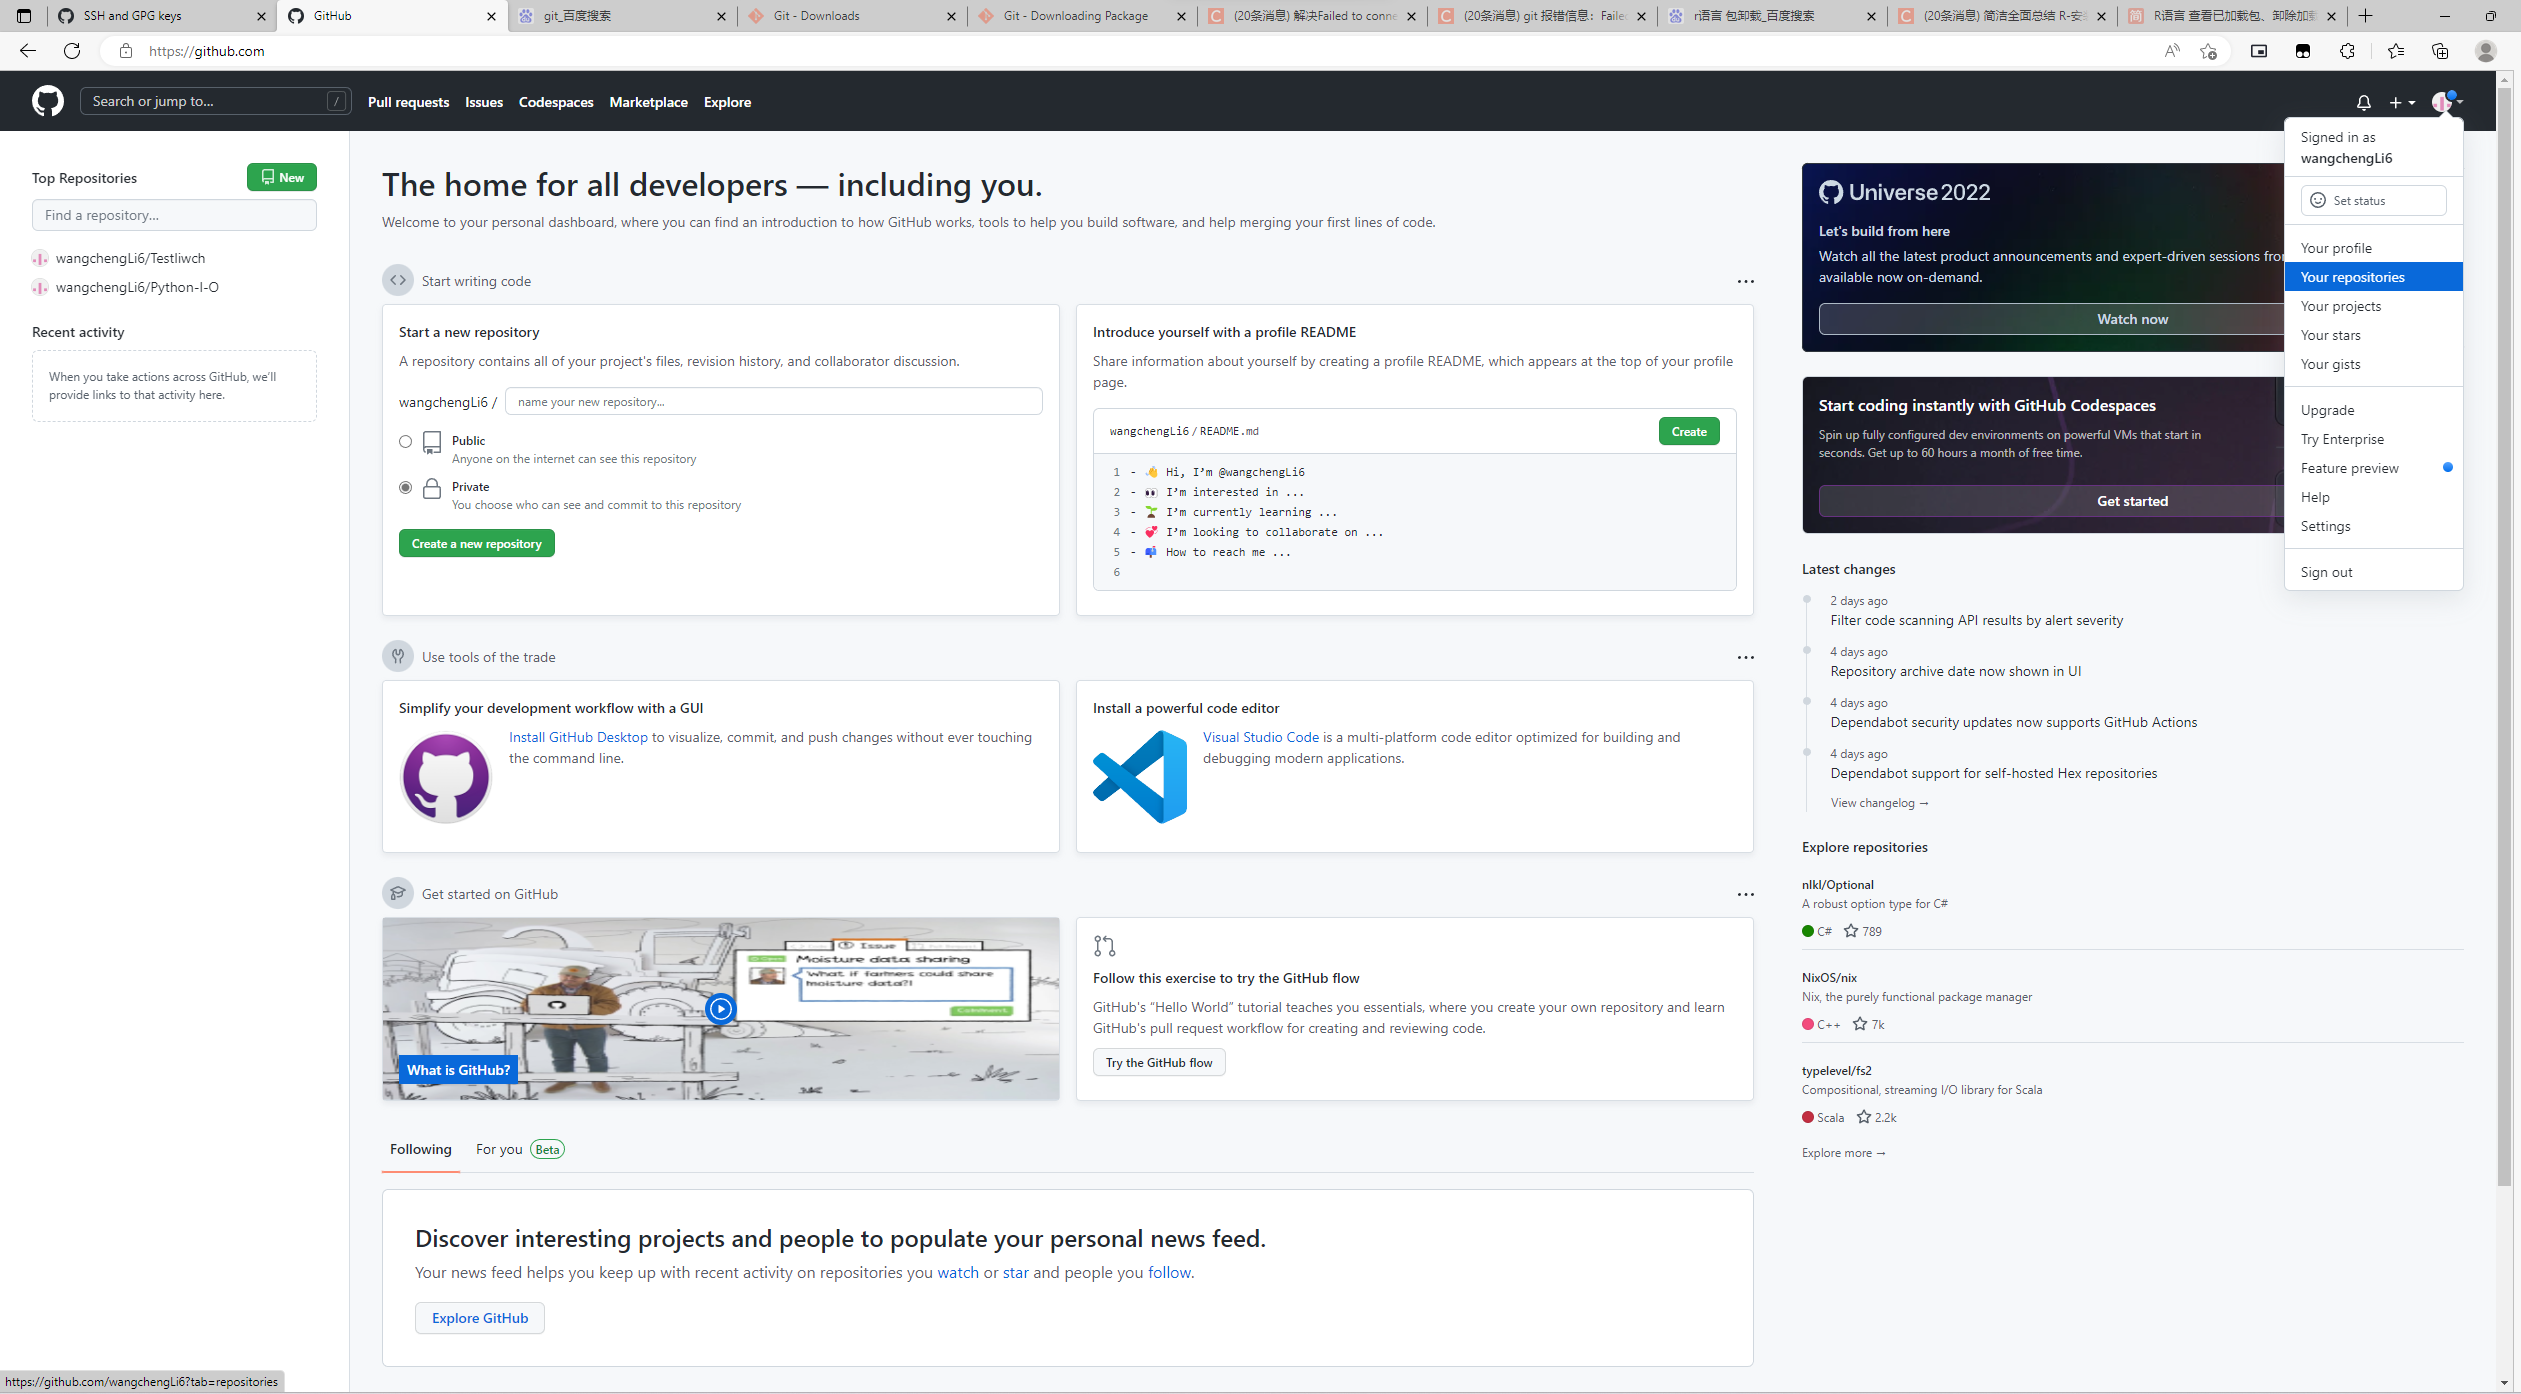 SSH and GPG keys
GitHub
git_百度搜索
Git - Downloads
Git - Downloading Package
(20条消息) 解决Failed to conne
(20条消息) git 报错信息：Faile
r语言 包卸载_百度搜索
(20条消息) 简洁全面总结 R-安
R语言 查看已加载包、卸除加载
https://github.com
Search or jump to...
/
Pull requests
Issues
Codespaces
Marketplace
Explore
Signed in as
wangchengLi6
Set status
Your profile
Your repositories
Your projects
Your stars
Your gists
Upgrade
Try Enterprise
Feature preview
Help
Settings
Sign out
Top Repositories
New
Find a repository...
wangchengLi6/Testliwch
wangchengLi6/Python-I-O
Recent activity
When you take actions across GitHub, we'll
provide links to that activity here.
The home for all developers — including you.
Welcome to your personal dashboard, where you can find an introduction to how GitHub works, tools to help you build software, and help merging your first lines of code.
Start writing code
Start a new repository
A repository contains all of your project's files, revision history, and collaborator discussion.
wangchengLi6 /
name your new repository...
Public
Anyone on the internet can see this repository
Private
You choose who can see and commit to this repository
Create a new repository
Introduce yourself with a profile README
Share information about yourself by creating a profile README, which appears at the top of your profile
page.
wangchengLi6 / README.md
Create
1 - 👋 Hi, I'm @wangchengLi6
2 - 👀 I'm interested in ...
3 - 🌱 I'm currently learning ...
4 - 💞️ I'm looking to collaborate on ...
5 - 📫 How to reach me ...
6
Use tools of the trade
Simplify your development workflow with a GUI
Install GitHub Desktop to visualize, commit, and push changes without ever touching
the command line.
Install a powerful code editor
Visual Studio Code is a multi-platform code editor optimized for building and
debugging modern applications.
Get started on GitHub
Issue
Open
Moisture data sharing
What if farmers could share
moisture data?!
Comment
What is GitHub?
Follow this exercise to try the GitHub flow
GitHub's “Hello World” tutorial teaches you essentials, where you create your own repository and learn
GitHub's pull request workflow for creating and reviewing code.
Try the GitHub flow
Following
For you
Beta
Discover interesting projects and people to populate your personal news feed.
Your news feed helps you keep up with recent activity on repositories you watch or star and people you follow.
Explore GitHub
Universe 2022
Let's build from here
Watch all the latest product announcements and expert-driven sessions fro
available now on-demand.
Watch now
Start coding instantly with GitHub Codespaces
Spin up fully configured dev environments on powerful VMs that start in
seconds. Get up to 60 hours a month of free time.
Get started
Latest changes
2 days ago
Filter code scanning API results by alert severity
4 days ago
Repository archive date now shown in UI
4 days ago
Dependabot security updates now supports GitHub Actions
4 days ago
Dependabot support for self-hosted Hex repositories
View changelog →
Explore repositories
nlkl/Optional
A robust option type for C#
C# 789
NixOS/nix
Nix, the purely functional package manager
C++ 7k
typelevel/fs2
Compositional, streaming I/O library for Scala
Scala 2.2k
Explore more →
https://github.com/wangchengLi6?tab=repositories